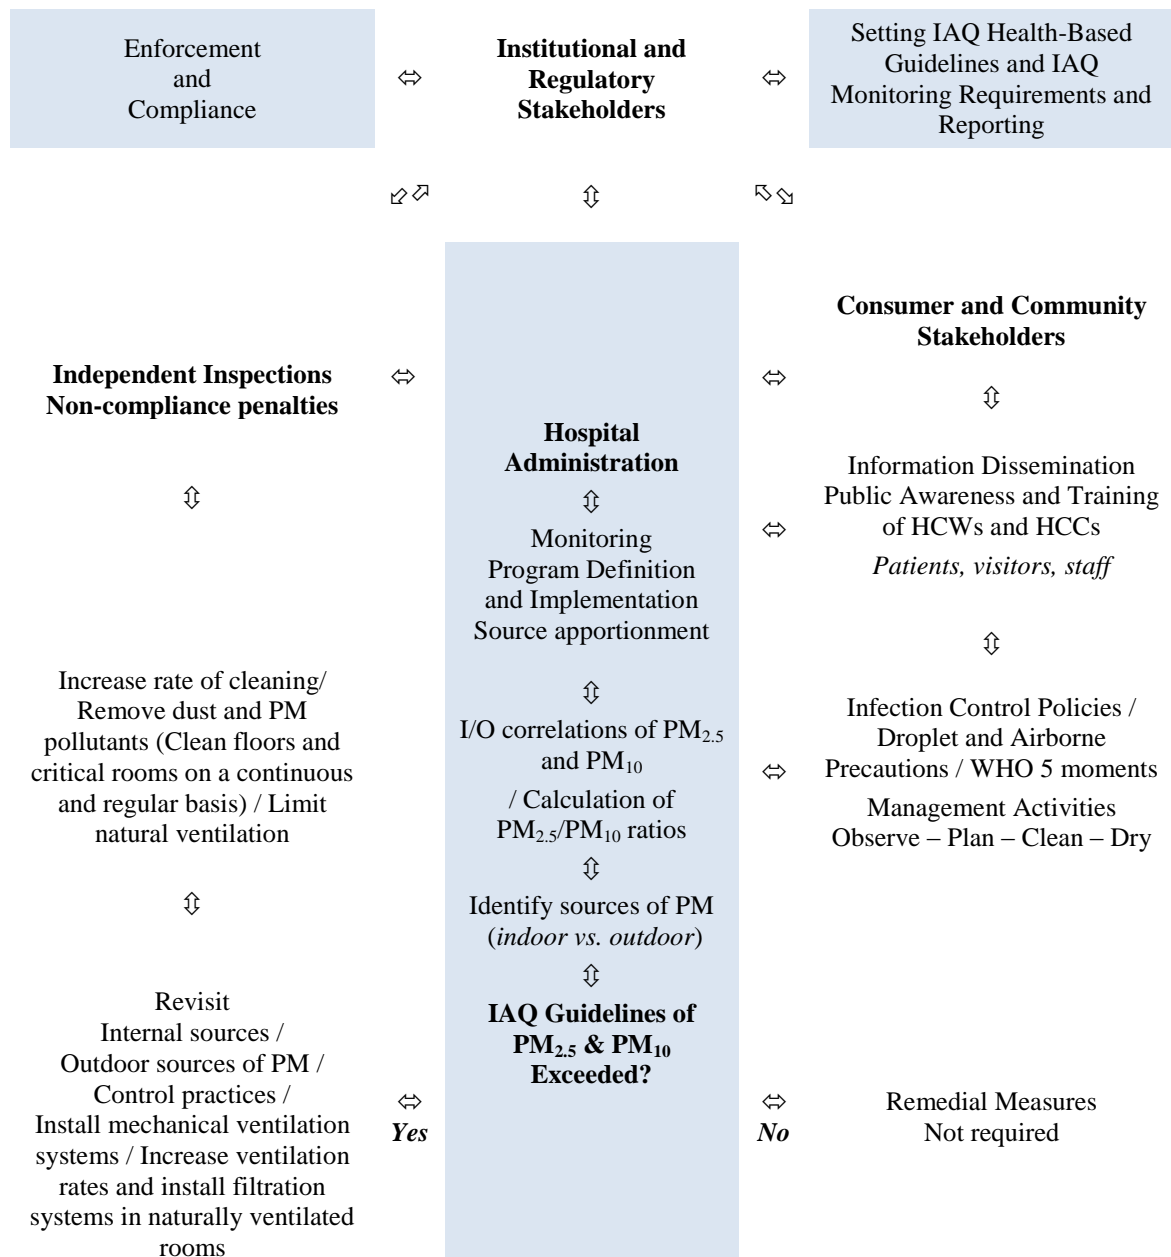 Enforcement
and
Compliance
⬄
Institutional and
Regulatory
Stakeholders
⬄
Setting IAQ Health-Based
Guidelines and IAQ
Monitoring Requirements and
Reporting
Independent Inspections
Non-compliance penalties
Increase rate of cleaning/
Remove dust and PM
pollutants (Clean floors and
critical rooms on a continuous
and regular basis) / Limit
natural ventilation
Revisit
Internal sources /
Outdoor sources of PM /
Control practices /
Install mechanical ventilation
systems / Increase ventilation
rates and install filtration
systems in naturally ventilated
rooms
Yes
Hospital
Administration
Monitoring
Program Definition
and Implementation
Source apportionment
I/O correlations of PM2.5
and PM10
/ Calculation of
PM2.5/PM10 ratios
Identify sources of PM
(indoor vs. outdoor)
IAQ Guidelines of
PM2.5 & PM10
Exceeded?
No
Consumer and Community
Stakeholders
Information Dissemination
Public Awareness and Training
of HCWs and HCCs
Patients, visitors, staff
Infection Control Policies /
Droplet and Airborne
Precautions / WHO 5 moments
Management Activities
Observe – Plan – Clean – Dry
Remedial Measures
Not required